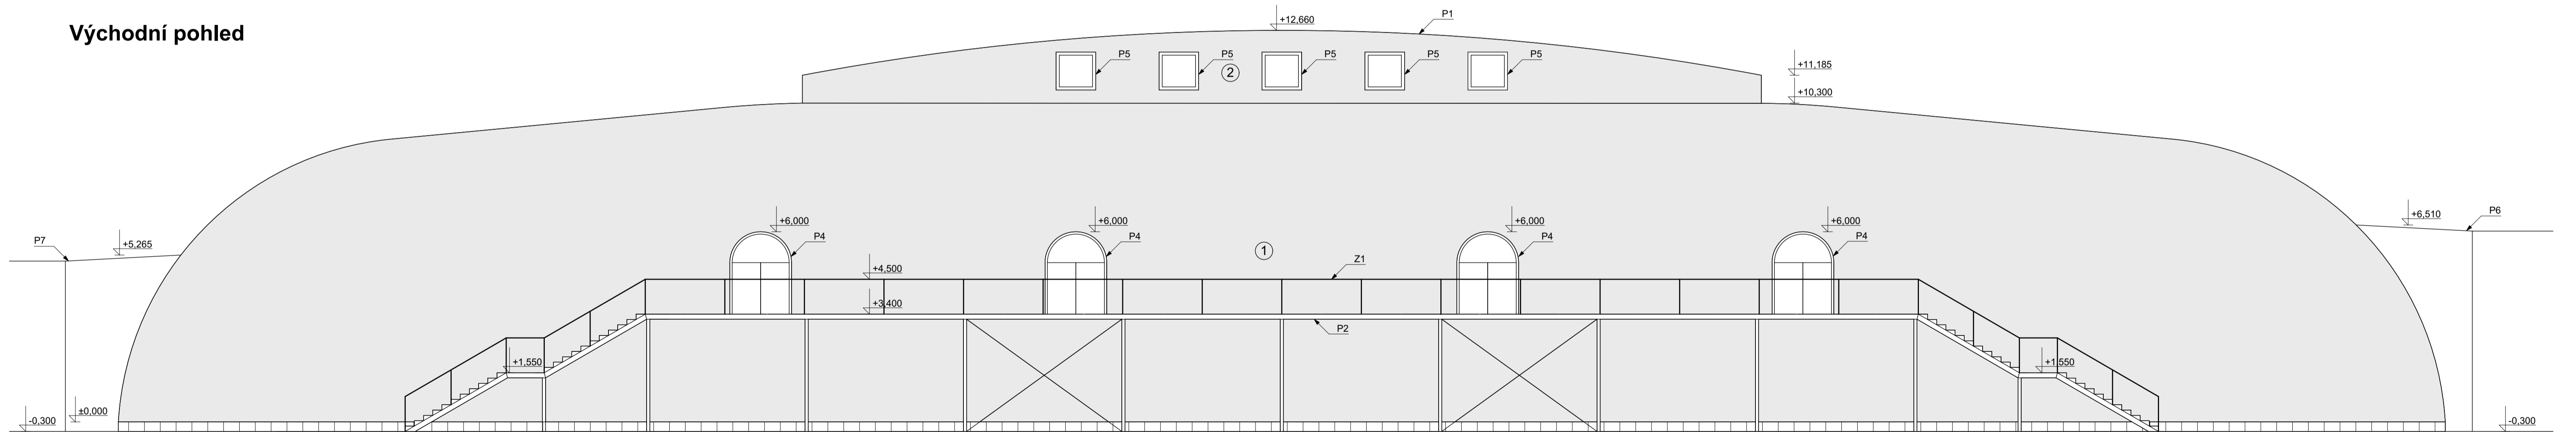 Východní pohled
+12,660
P1
P5
P5
P5
P5
P5
2
+11,185
+10,300
+6,000
+6,000
+6,000
+6,000
+6,510
P6
P7
+5,265
P4
P4
P4
P4
1
Z1
+4,500
+3,400
P2
+1,550
+1,550
±0,000
-0,300
-0,300